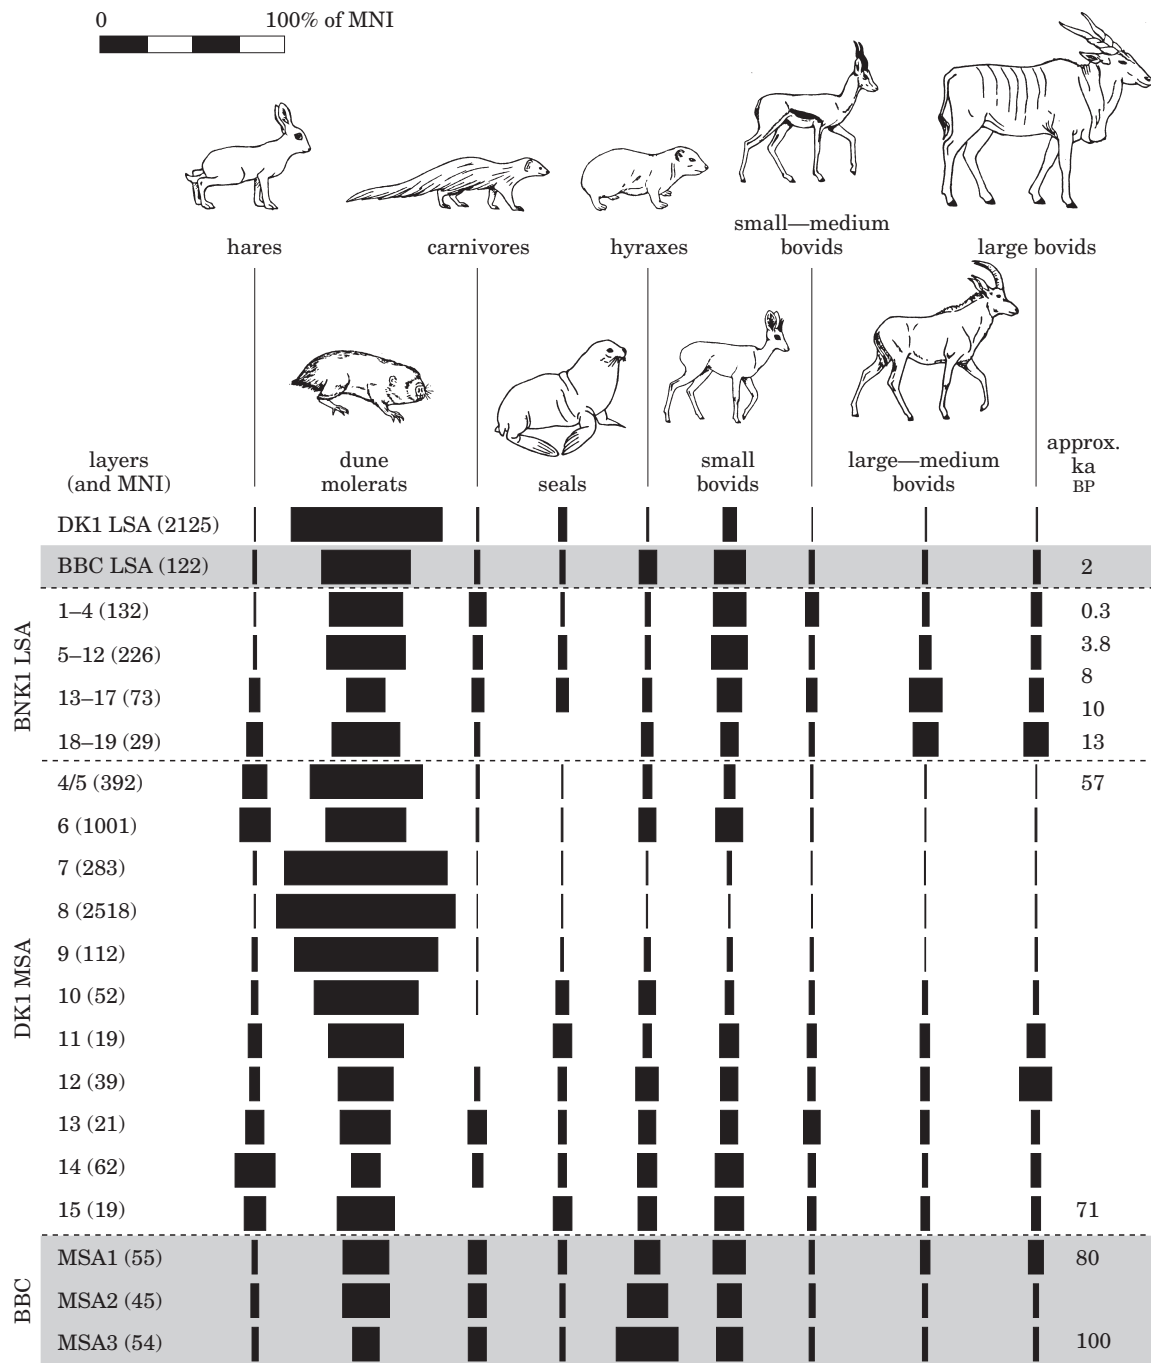 0 100% of MNI
hares
carnivores
hyraxes
small—medium
bovids
large bovids
layers
(and MNI)
dune
molerats
seals
small
bovids
large—medium
bovids
approx.
ka
BP
DK1 LSA (2125)
BBC LSA (122) 2
BNK1 LSA
1–4 (132) 0.3
5–12 (226) 3.8
8
13–17 (73)
10
18–19 (29) 13
DK1 MSA
4/5 (392) 57
6 (1001)
7 (283)
8 (2518)
9 (112)
10 (52)
11 (19)
12 (39)
13 (21)
14 (62)
15 (19) 71
BBC
MSA1 (55) 80
MSA2 (45)
MSA3 (54) 100